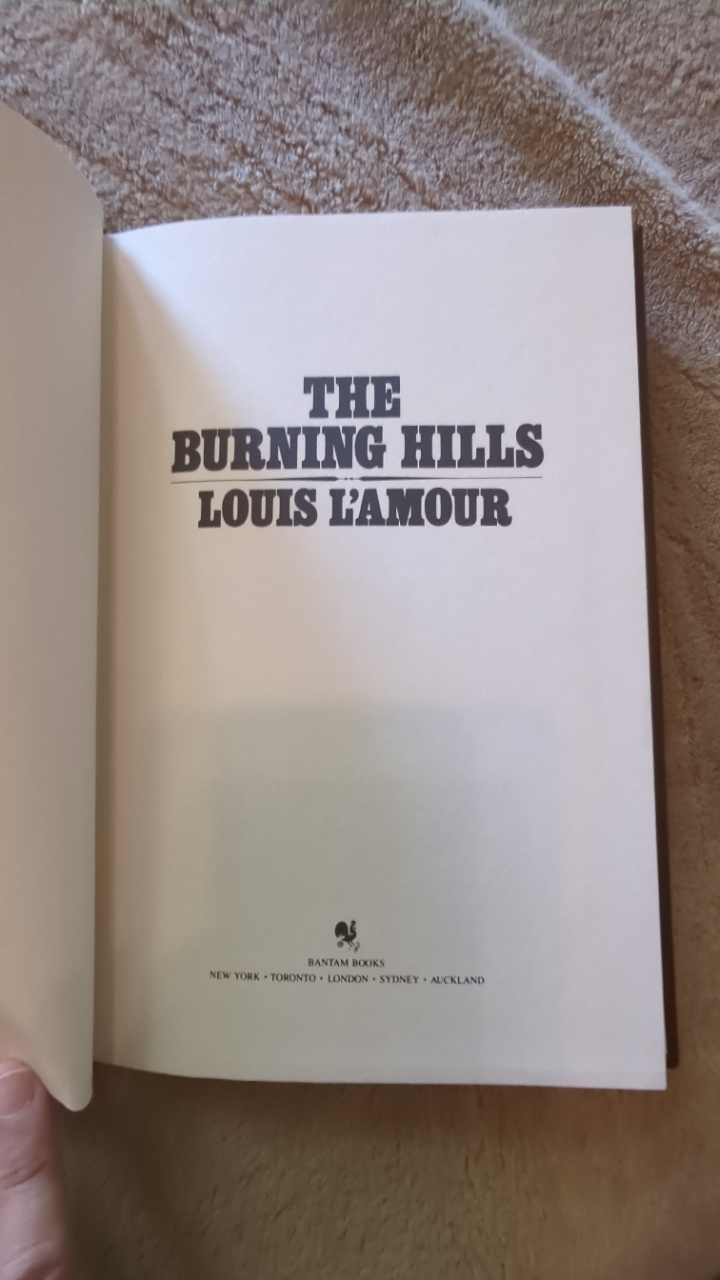 THE
BURNING HILLS
LOUIS L'AMOUR
BANTAM BOOKS
NEW YORK • TORONTO • LONDON • SYDNEY • AUCKLAND